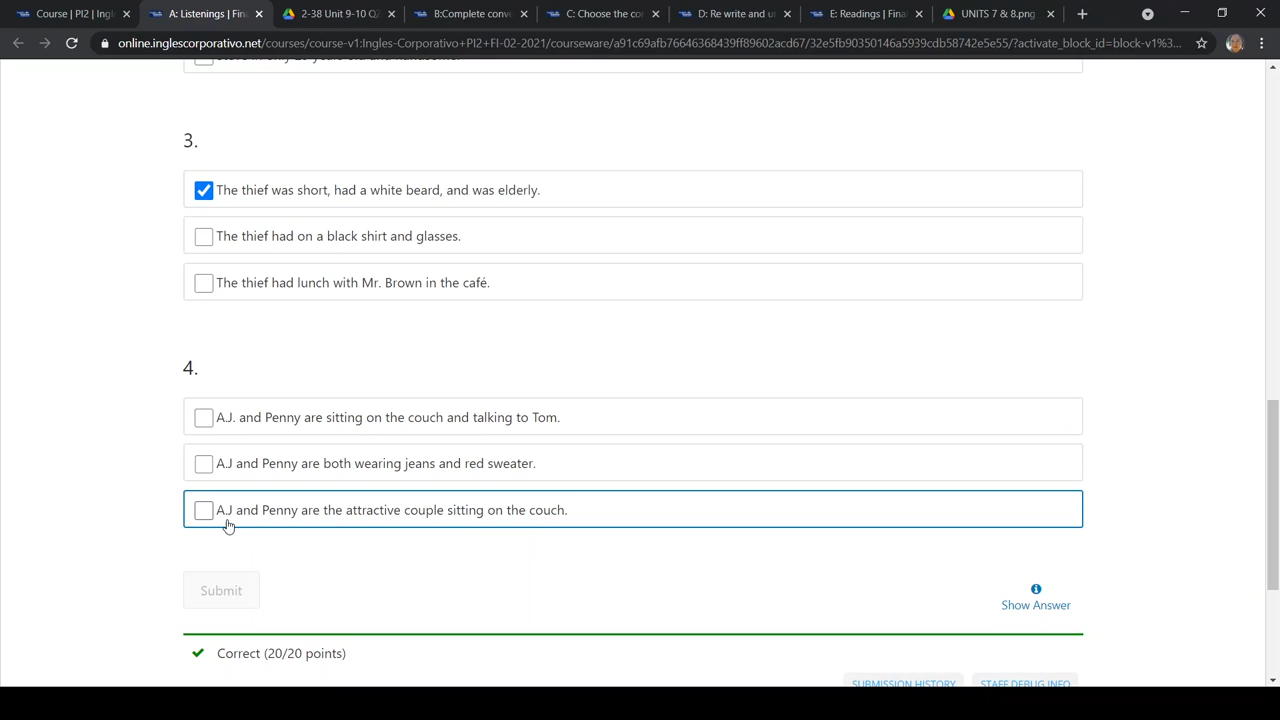 Course | PI2 | Ingl
A: Listenings | Fina
2-38 Unit 9-10 Q2
B:Complete conv
C: Choose the co
D: Re write and u
E: Readings | Final
UNITS 7 & 8.png
online.inglescorporativo.net/courses/course-v1:Ingles-Corporativo+PI2+FI-02-2021/courseware/a91c69afb76646368439ff89602acd67/32e5fb90350146a5939cdb58742e5e55/?activate_block_id=block-v1%3...
3.
The thief was short, had a white beard, and was elderly.
The thief had on a black shirt and glasses.
The thief had lunch with Mr. Brown in the café.
4.
A.J. and Penny are sitting on the couch and talking to Tom.
A.J and Penny are both wearing jeans and red sweater.
A.J and Penny are the attractive couple sitting on the couch.
Submit
Show Answer
Correct (20/20 points)
SUBMISSION HISTORY
STAFF DEBUG INFO